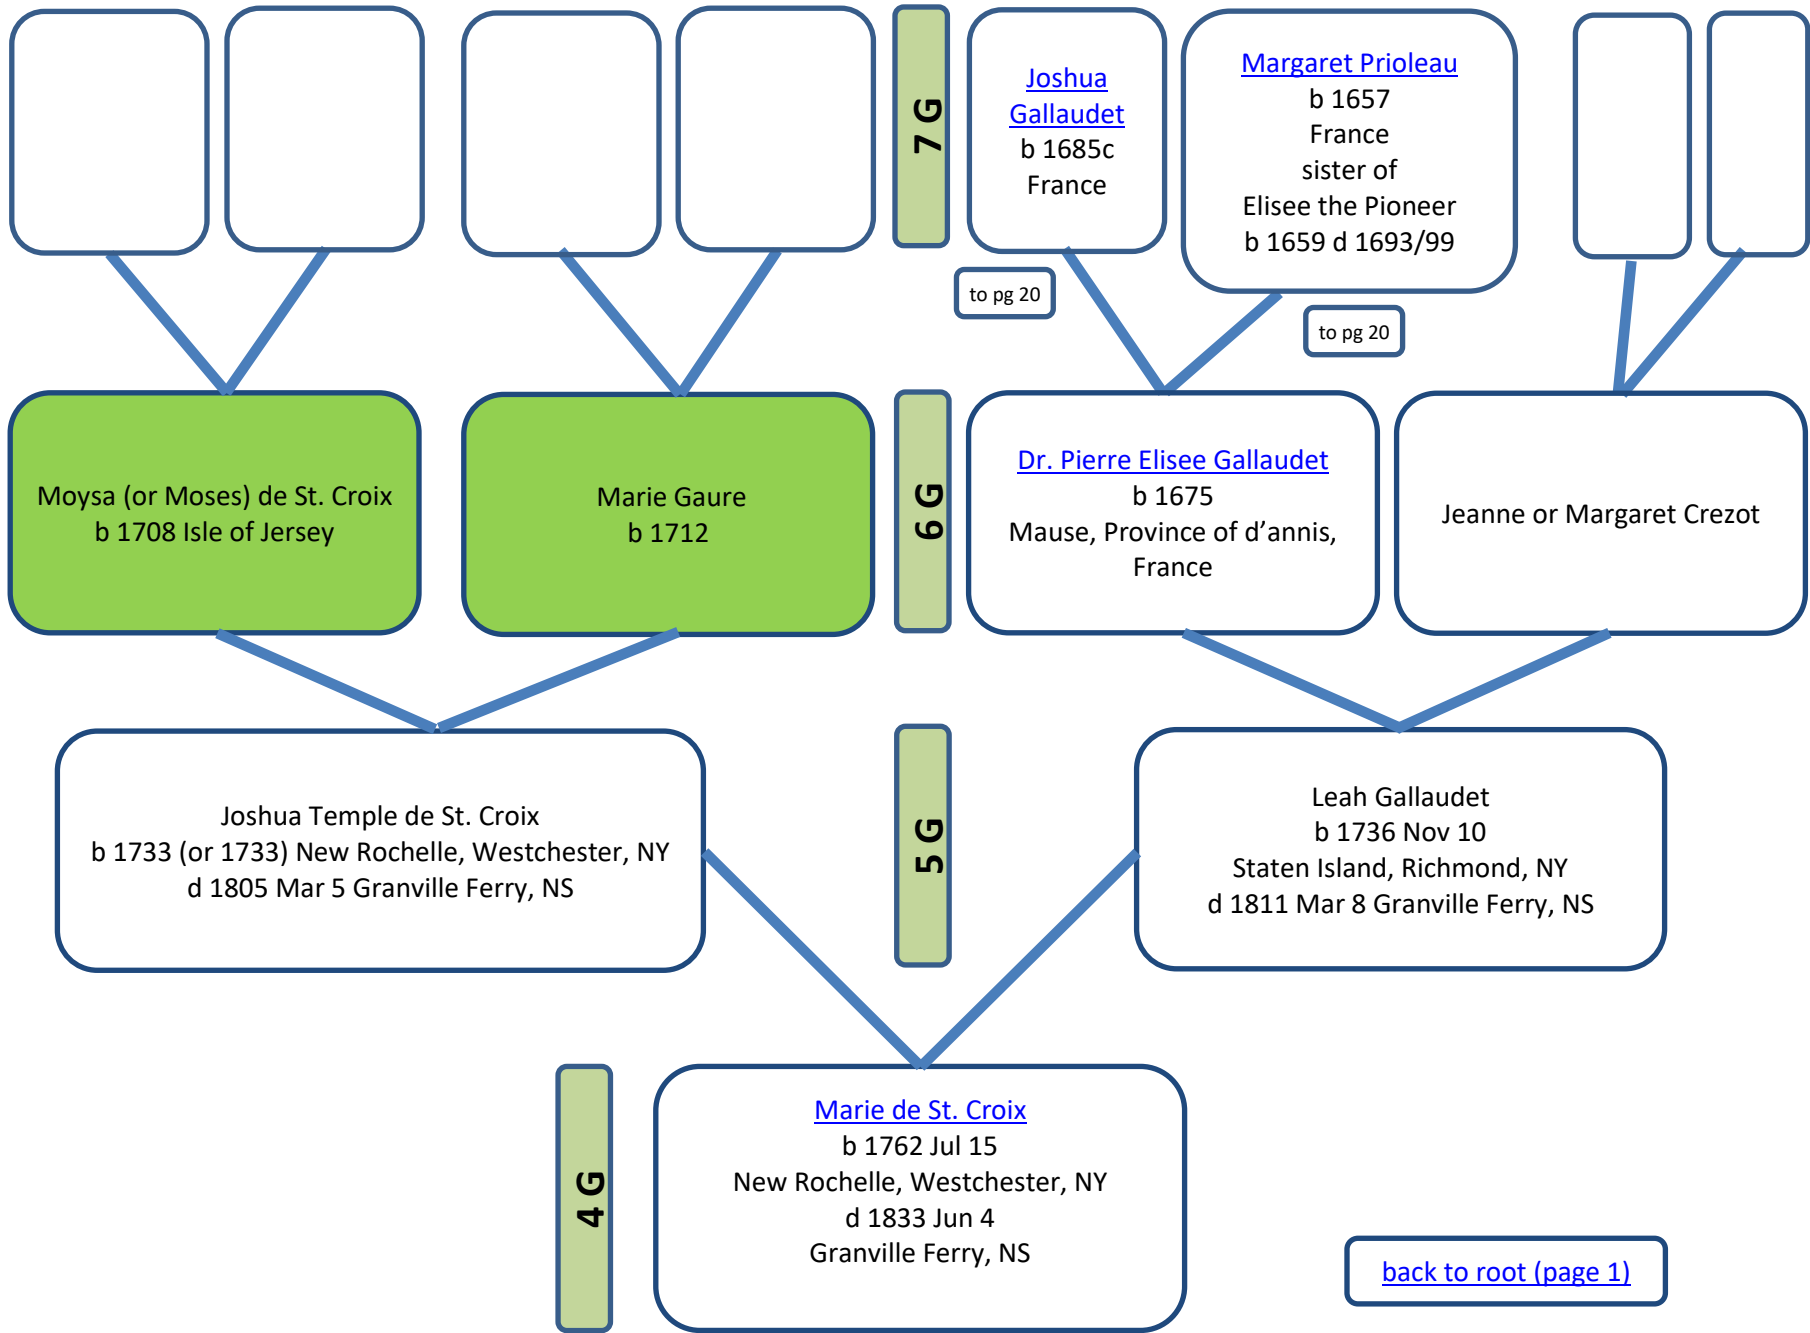 7 G
Joshua
Gallaudet
b 1685c
France
Margaret Prioleau
b 1657
France
sister of
Elisee the Pioneer
b 1659 d 1693/99
to pg 20
to pg 20
Moysa (or Moses) de St. Croix
b 1708 Isle of Jersey
Marie Gaure
b 1712
6 G
Dr. Pierre Elisee Gallaudet
b 1675
Mause, Province of d’annis,
France
Jeanne or Margaret Crezot
Joshua Temple de St. Croix
b 1733 (or 1733) New Rochelle, Westchester, NY
d 1805 Mar 5 Granville Ferry, NS
5 G
Leah Gallaudet
b 1736 Nov 10
Staten Island, Richmond, NY
d 1811 Mar 8 Granville Ferry, NS
4 G
Marie de St. Croix
b 1762 Jul 15
New Rochelle, Westchester, NY
d 1833 Jun 4
Granville Ferry, NS
back to root (page 1)